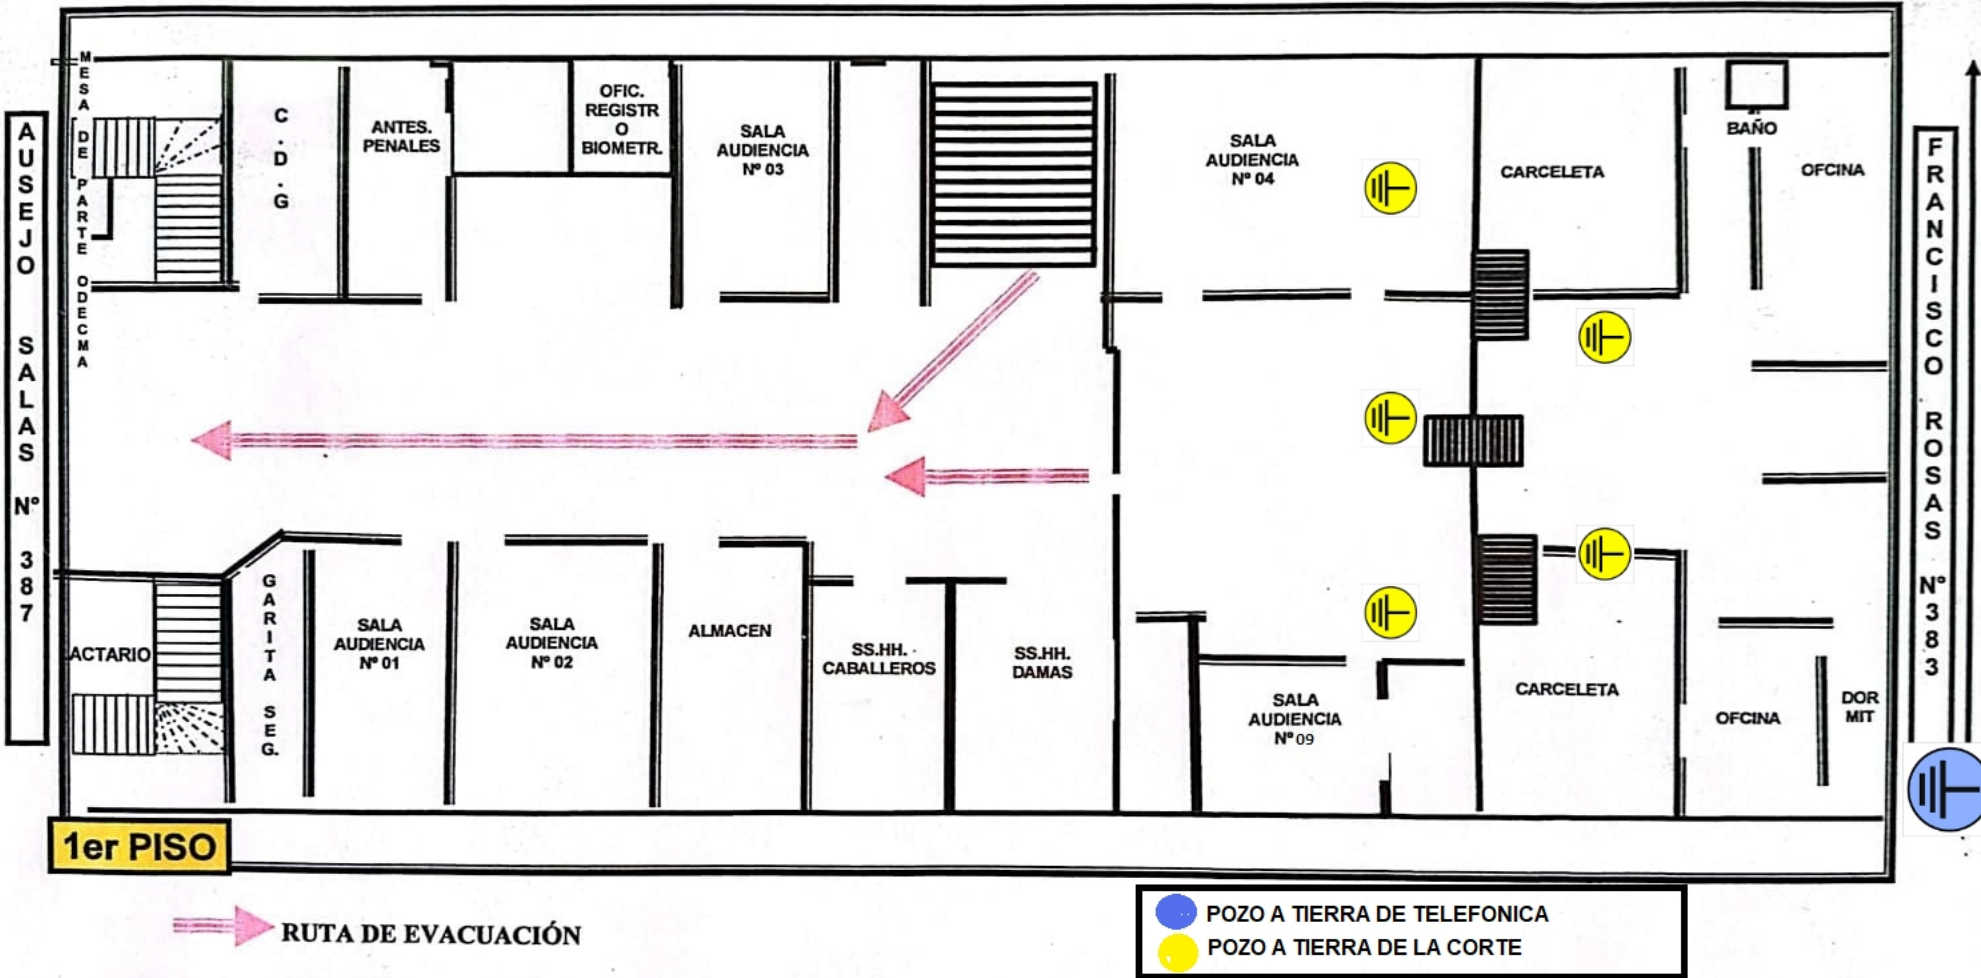 MESA DE PARTE ODECMA
AUSEJO SALAS N° 387
C.D.G
ANTES.
PENALES
OFIC.
REGISTR
O
BIOMETR.
SALA
AUDIENCIA
Nº 03
SALA
AUDIENCIA
Nº 04
CARCELETA
BAÑO
OFCINA
FRANCISCO ROSAS N° 383
ACTARIO
GARITA SEG.
SALA
AUDIENCIA
Nº 01
SALA
AUDIENCIA
Nº 02
ALMACEN
SS.HH.
CABALLEROS
SS.HH.
DAMAS
SALA
AUDIENCIA
Nº 09
CARCELETA
OFCINA
DOR
MIT
1er PISO
RUTA DE EVACUACIÓN
POZO A TIERRA DE TELEFONICA
POZO A TIERRA DE LA CORTE